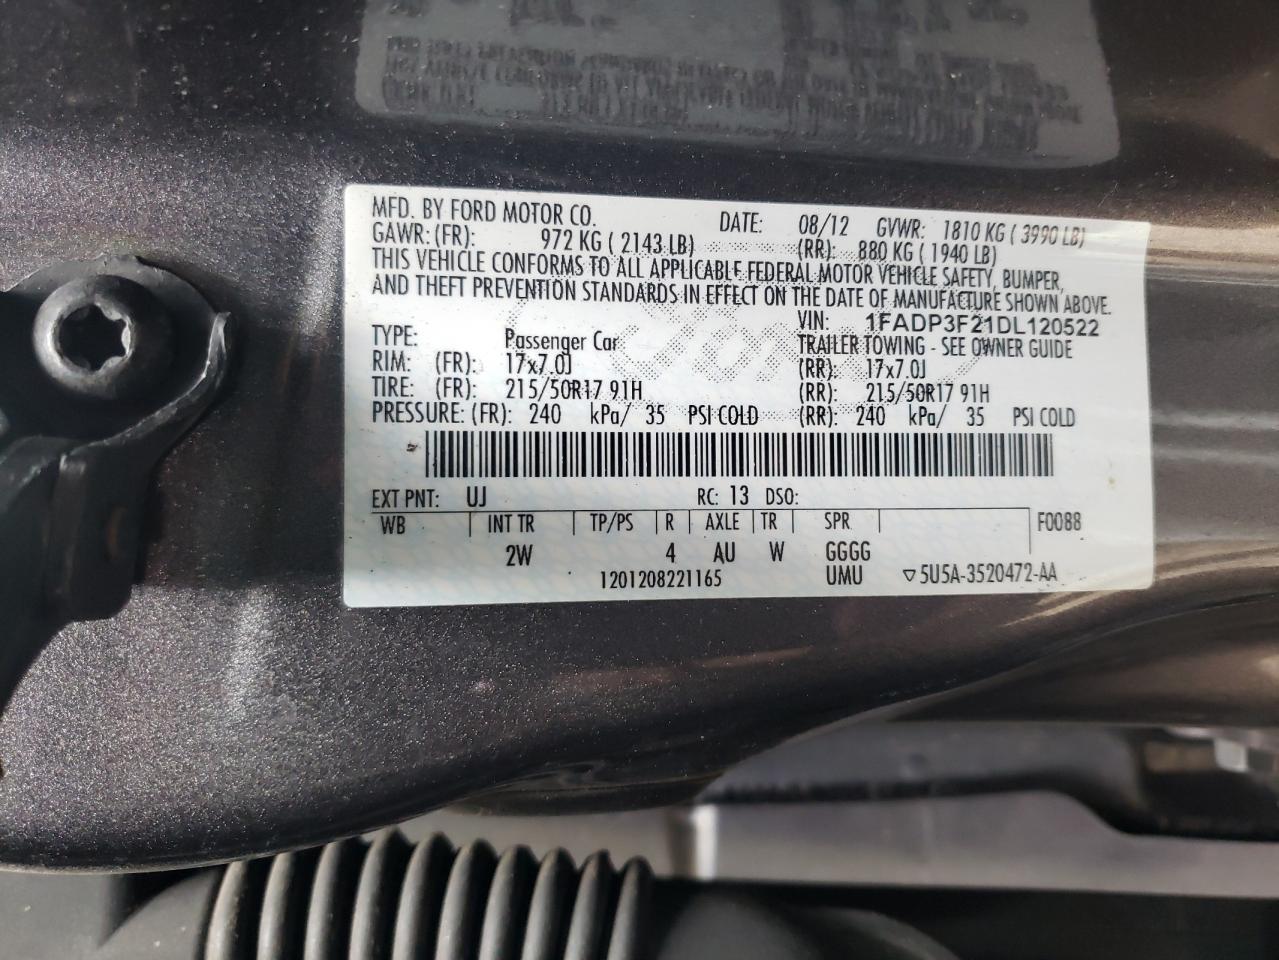 MFD. BY FORD MOTOR CO. DATE: 08/12 GVWR: 1810 KG ( 3990 LB)
GAWR: (FR): 972 KG ( 2143 LB) (RR): 880 KG ( 1940 LB)
THIS VEHICLE CONFORMS TO ALL APPLICABLE FEDERAL MOTOR VEHICLE SAFETY, BUMPER,
AND THEFT PREVENTION STANDARDS IN EFFECT ON THE DATE OF MANUFACTURE SHOWN ABOVE.
VIN: 1FADP3F21DL120522
TYPE: Passenger Car TRAILER TOWING - SEE OWNER GUIDE
RIM: (FR): 17x7.0J (RR): 17x7.0J
TIRE: (FR): 215/50R17 91H (RR): 215/50R17 91H
PRESSURE: (FR): 240 kPa/ 35 PSI COLD (RR): 240 kPa/ 35 PSI COLD
EXT PNT: UJ RC: 13 DSO:
WB INT TR TP/PS R AXLE TR SPR F0088
2W 4 AU W GGGG
1201208221165 UMU ▽5U5A-3520472-AA